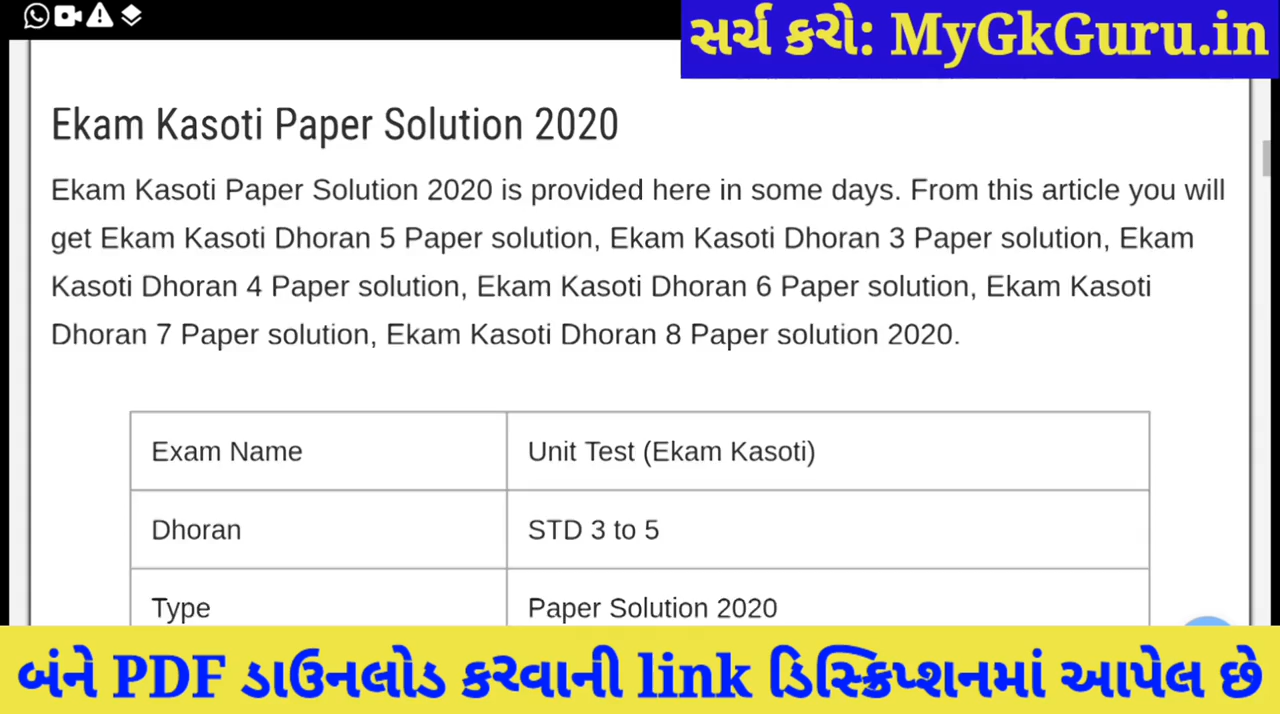 સર્ચ કરો: MyGkGuru.in
Ekam Kasoti Paper Solution 2020
Ekam Kasoti Paper Solution 2020 is provided here in some days. From this article you will
get Ekam Kasoti Dhoran 5 Paper solution, Ekam Kasoti Dhoran 3 Paper solution, Ekam
Kasoti Dhoran 4 Paper solution, Ekam Kasoti Dhoran 6 Paper solution, Ekam Kasoti
Dhoran 7 Paper solution, Ekam Kasoti Dhoran 8 Paper solution 2020.
Exam Name Unit Test (Ekam Kasoti)
Dhoran STD 3 to 5
Type Paper Solution 2020
બંને PDF ડાઉનલોડ કરવાની link ડિસ્ક્રિપ્શનમાં આપેલ છે